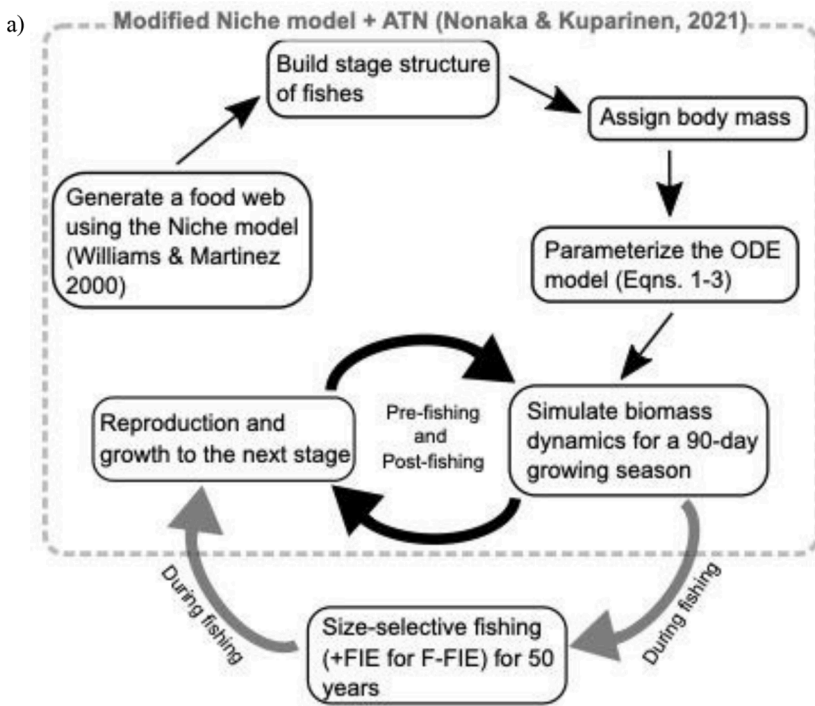 a)
Modified Niche model + ATN (Nonaka & Kuparinen, 2021)
Build stage structure
of fishes
Assign body mass
Generate a food web
using the Niche model
(Williams & Martinez
2000)
Parameterize the ODE
model (Eqns. 1-3)
Reproduction and
growth to the next stage
Pre-fishing
and
Post-fishing
Simulate biomass
dynamics for a 90-day
growing season
During fishing
During fishing
Size-selective fishing
(+FIE for F-FIE) for 50
years